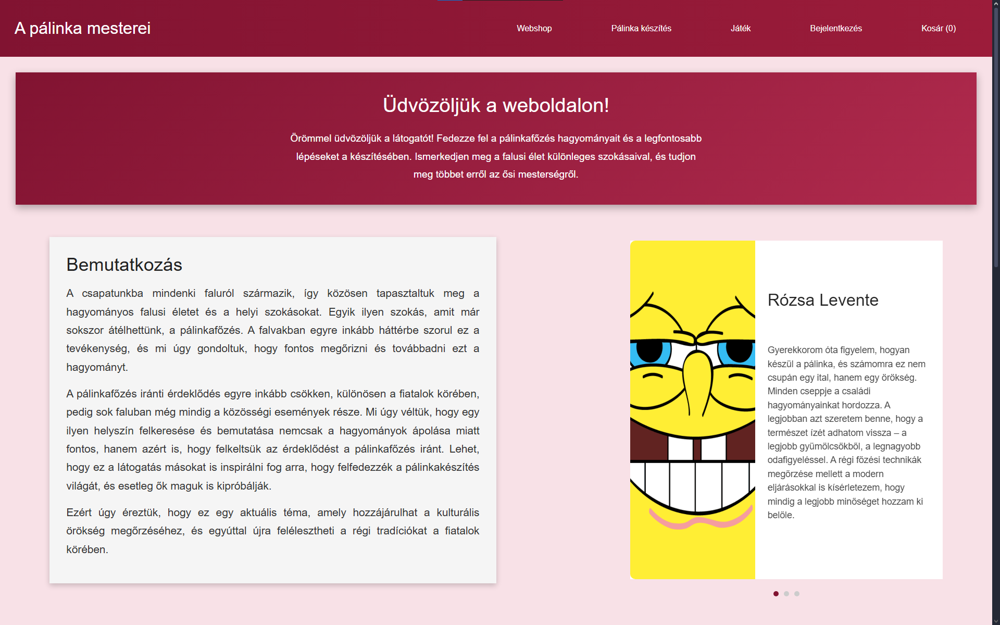 A pálinka mesterei
Webshop
Pálinka készítés
Játék
Bejelentkezés
Kosár (0)
Üdvözöljük a weboldalon!
Örömmel üdvözöljük a látogatót! Fedezze fel a pálinkafőzés hagyományait és a legfontosabb
lépéseket a készítésében. Ismerkedjen meg a falusi élet különleges szokásaival, és tudjon
meg többet erről az ősi mesterségről.
Bemutatkozás
A csapatunkba mindenki faluról származik, így közösen tapasztaltuk meg a
hagyományos falusi életet és a helyi szokásokat. Egyik ilyen szokás, amit már
sokszor átélhettünk, a pálinkafőzés. A falvakban egyre inkább háttérbe szorul ez a
tevékenység, és mi úgy gondoltuk, hogy fontos megőrizni és továbbadni ezt a
hagyományt.
A pálinkafőzés iránti érdeklődés egyre inkább csökken, különösen a fiatalok körében,
pedig sok faluban még mindig a közösségi események része. Mi úgy véltük, hogy egy
ilyen helyszín felkeresése és bemutatása nemcsak a hagyományok ápolása miatt
fontos, hanem azért is, hogy felkeltsük az érdeklődést a pálinkafőzés iránt. Lehet,
hogy ez a látogatás másokat is inspirálni fog arra, hogy felfedezzék a pálinkakészítés
világát, és esetleg ők maguk is kipróbálják.
Ezért úgy éreztük, hogy ez egy aktuális téma, amely hozzájárulhat a kulturális
örökség megőrzéséhez, és egyúttal újra felélesztheti a régi tradíciókat a fiatalok
körében.
Rózsa Levente
Gyerekkorom óta figyelem, hogyan
készül a pálinka, és számomra ez nem
csupán egy ital, hanem egy örökség.
Minden cseppje a családi
hagyományainkat hordozza. A
legjobban azt szeretem benne, hogy a
természet ízét adhatom vissza – a
legjobb gyümölcsökből, a legnagyobb
odafigyeléssel. A régi főzési technikák
megőrzése mellett a modern
eljárásokkal is kísérletezem, hogy
mindig a legjobb minőséget hozzam ki
belőle.